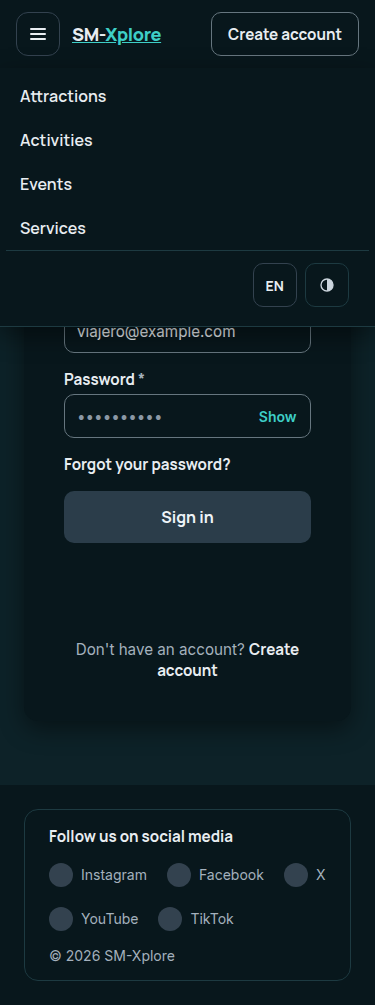 SM-Xplore
Create account
Attractions
Activities
Events
Services
EN
viajero@example.com
Password *
••••••••••
Show
Forgot your password?
Sign in
Don't have an account? Create
account
Follow us on social media
Instagram
Facebook
X
YouTube
TikTok
© 2026 SM-Xplore